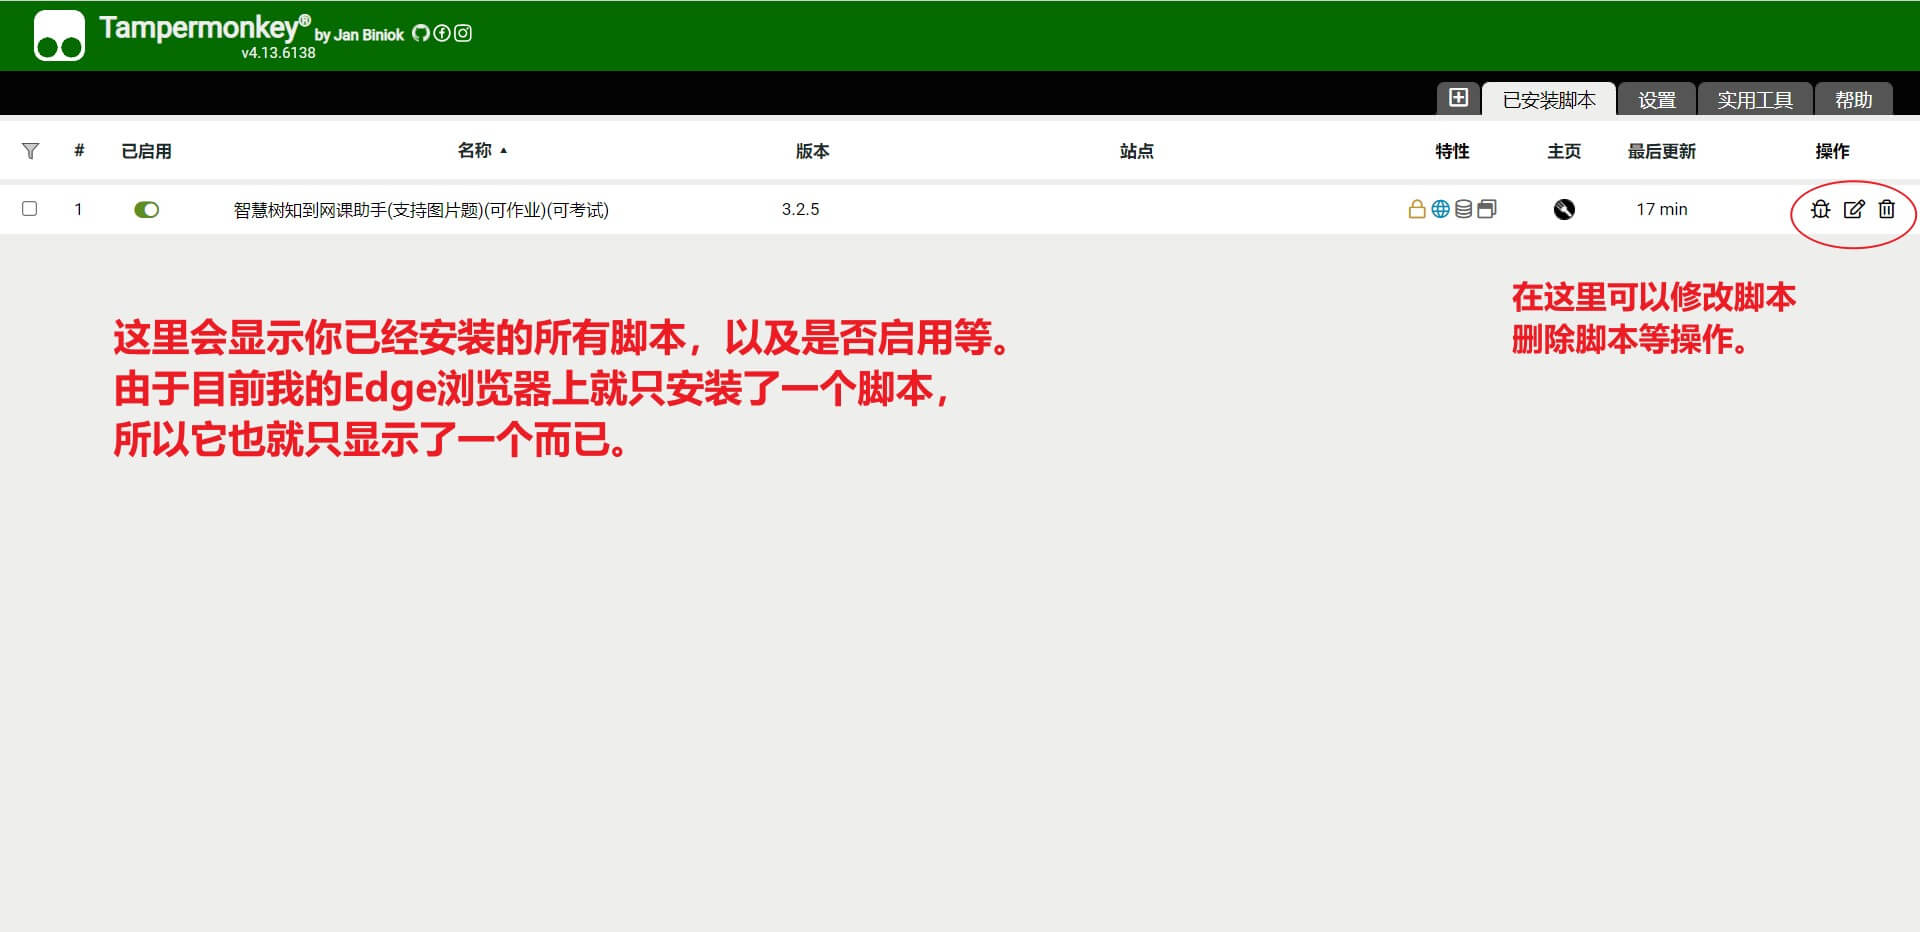 Tampermonkey® by Jan Biniok
v4.13.6138
已安装脚本 设置 实用工具 帮助
# 已启用 名称 ▲ 版本 站点 特性 主页 最后更新 操作
1 智慧树知到网课助手(支持图片题)(可作业)(可考试) 3.2.5 17 min
在这里可以修改脚本
删除脚本等操作。
这里会显示你已经安装的所有脚本，以及是否启用等。
由于目前我的Edge浏览器上就只安装了一个脚本，
所以它也就只显示了一个而已。